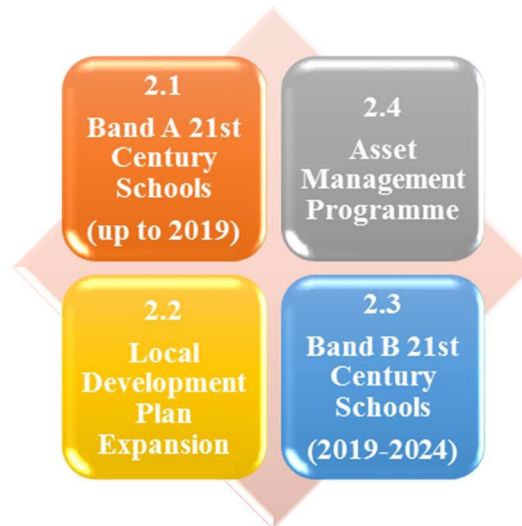 2.1
Band A 21st
Century
Schools
(up to 2019)
2.4
Asset
Management
Programme
2.2
Local
Development
Plan
Expansion
2.3
Band B 21st
Century
Schools
(2019-2024)